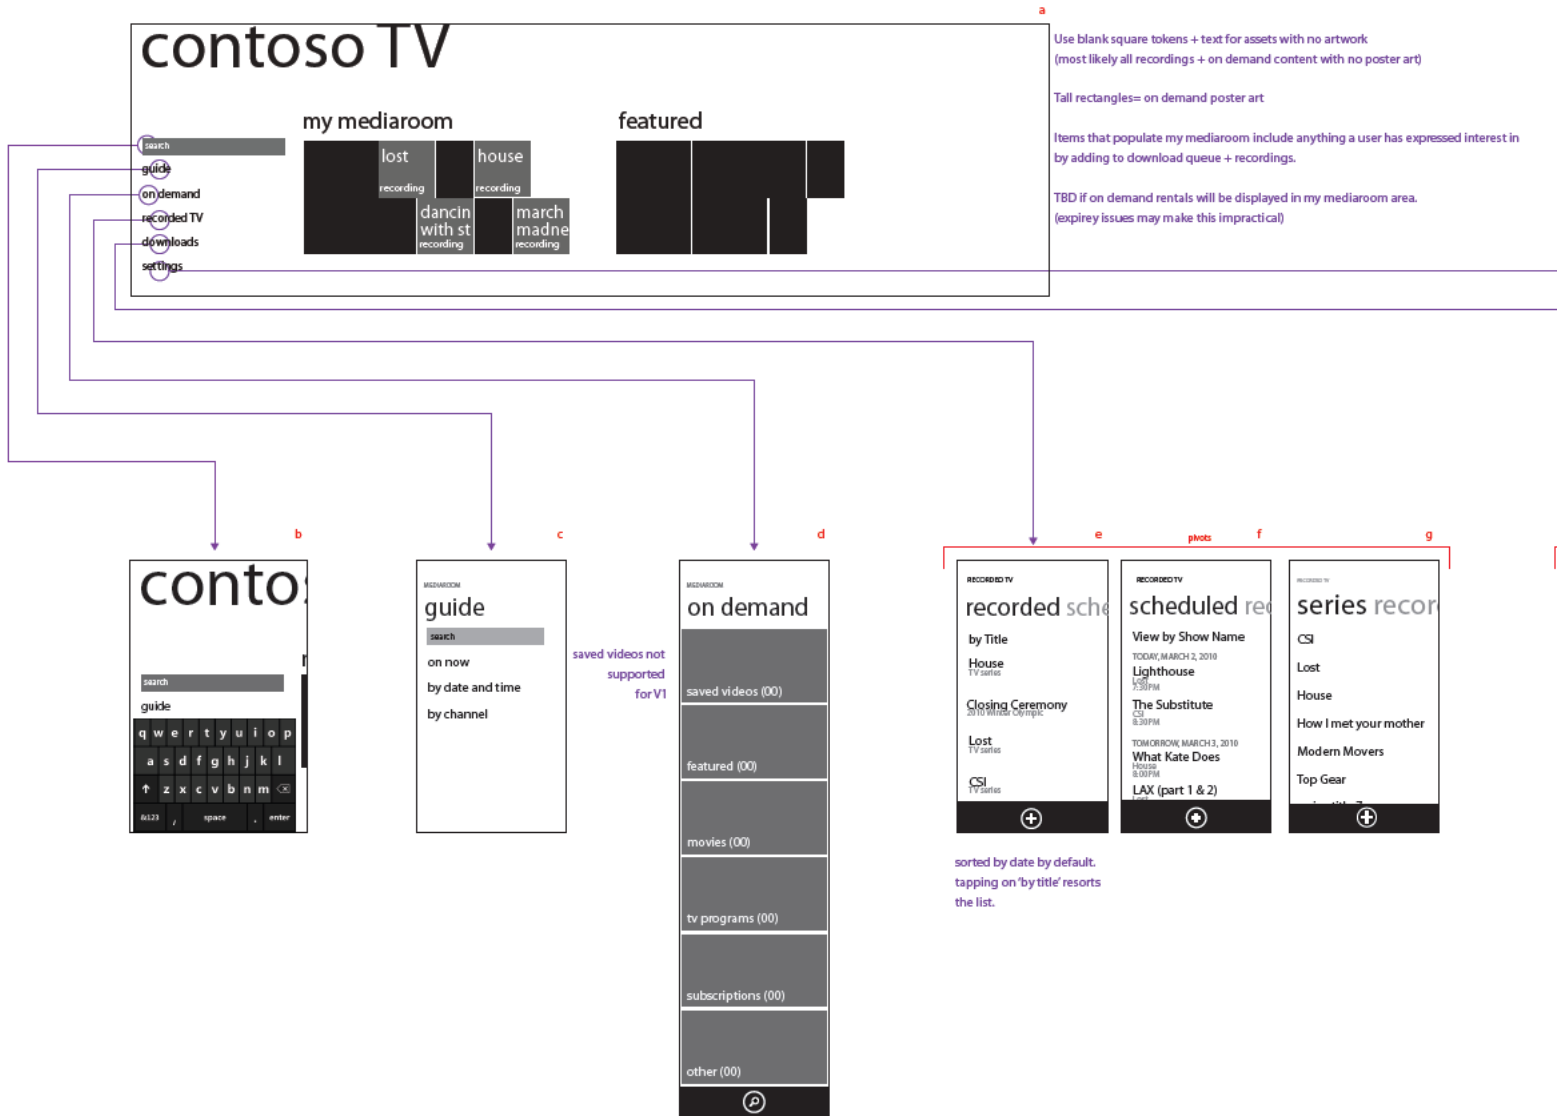 a
contoso TV
Use blank square tokens + text for assets with no artwork
(most likely all recordings + on demand content with no poster art)
Tall rectangles= on demand poster art
Items that populate my mediaroom include anything a user has expressed interest in
by adding to download queue + recordings.
TBD if on demand rentals will be displayed in my mediaroom area.
(expirey issues may make this impractical)
search
guide
on demand
recorded TV
downloads
settings
my mediaroom
lost
recording
house
recording
dancin
with st
recording
march
madne
recording
featured
b
contos
search
guide
q w e r t y u i o p
a s d f g h j k l
z x c v b n m
&123 , space . enter
c
MEDIAROOM
guide
search
on now
by date and time
by channel
saved videos not
supported
for V1
d
MEDIAROOM
on demand
saved videos (00)
featured (00)
movies (00)
tv programs (00)
subscriptions (00)
other (00)
e
pivots
f
g
RECORDED TV
recorded sche
by Title
House
TV series
Closing Ceremony
2010 Winter Olympic
Lost
TV series
CSI
TV series
sorted by date by default.
tapping on 'by title' resorts
the list.
RECORDED TV
scheduled rec
View by Show Name
TODAY, MARCH 2, 2010
Lighthouse
Lost
7:30PM
The Substitute
CSI
8:30PM
TOMORROW, MARCH 3, 2010
What Kate Does
House
8:00PM
LAX (part 1 & 2)
Lost
RECORDED TV
series recor
CSI
Lost
House
How I met your mother
Modern Movers
Top Gear